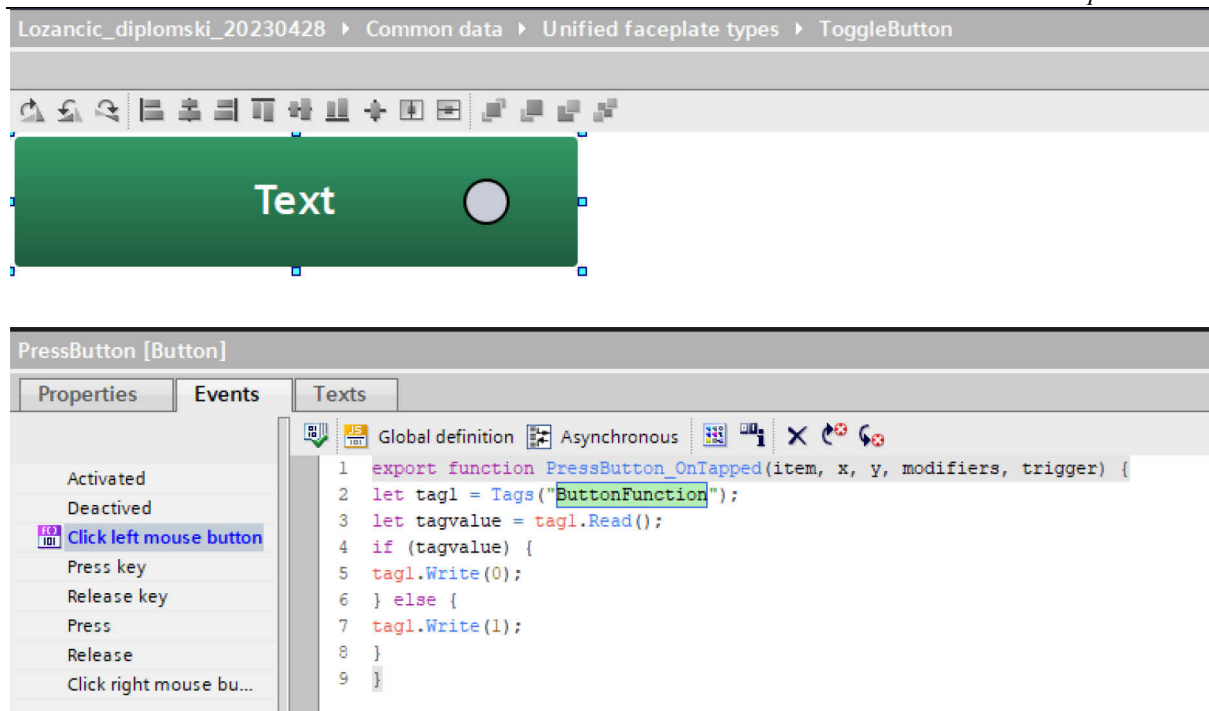 Lozancic_diplomski_20230428 ▸ Common data ▸ Unified faceplate types ▸ ToggleButton
Text
PressButton [Button]
Properties Events Texts
Global definition Asynchronous
Activated
Deactived
Click left mouse button
Press key
Release key
Press
Release
Click right mouse bu...
1 export function PressButton_OnTapped(item, x, y, modifiers, trigger) {
2 let tag1 = Tags("ButtonFunction");
3 let tagvalue = tag1.Read();
4 if (tagvalue) {
5 tag1.Write(0);
6 } else {
7 tag1.Write(1);
8 }
9 }